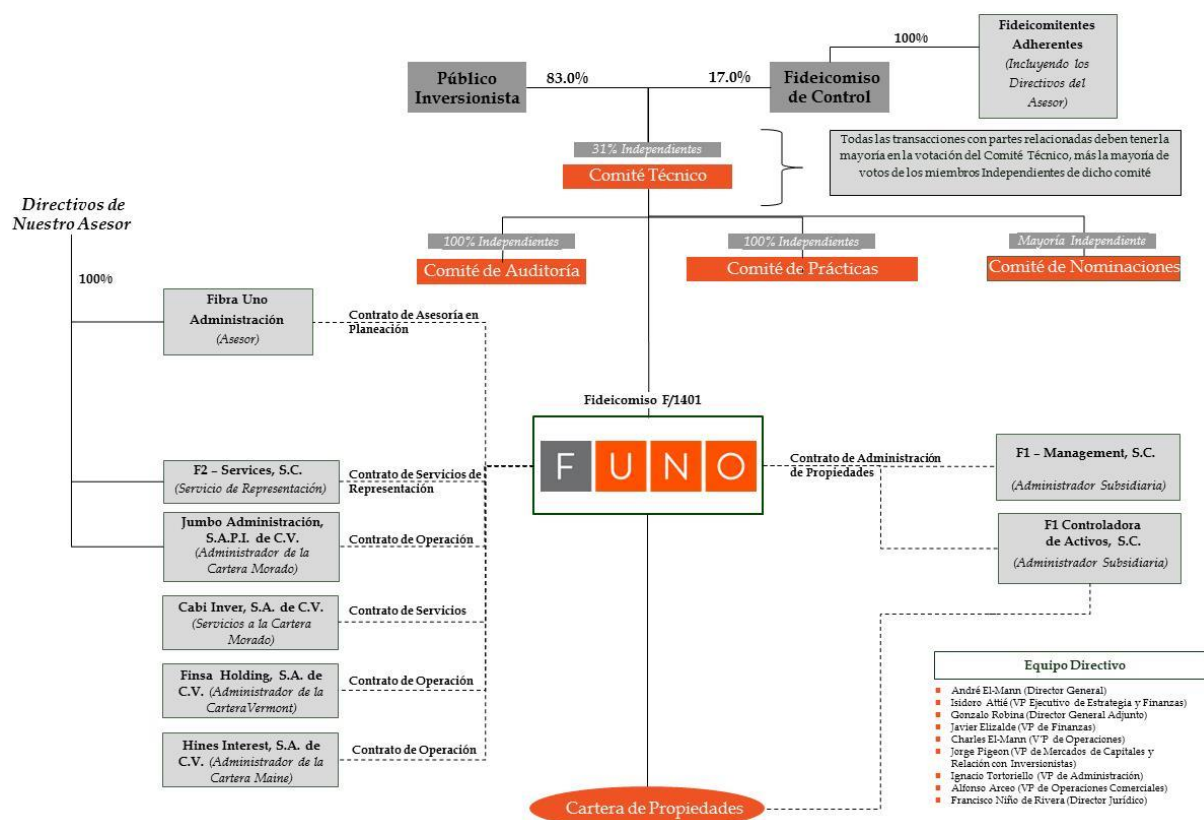 Fideicomitentes
Adherentes
(Incluyendo los
Directivos del
Asesor)
100%
Público
Inversionista
83.0%
17.0%
Fideicomiso
de Control
31% Independientes
Comité Técnico
Todas las transacciones con partes relacionadas deben tener la
mayoría en la votación del Comité Técnico, más la mayoría de
votos de los miembros Independientes de dicho comité
Directivos de
Nuestro Asesor
100%
100% Independientes
Comité de Auditoría
100% Independientes
Comité de Prácticas
Mayoría Independiente
Comité de Nominaciones
Fibra Uno
Administración
(Asesor)
Contrato de Asesoría en
Planeación
Fideicomiso F/1401
FUNO
F2 – Services, S.C.
(Servicio de Representación)
Contrato de Servicios de
Representación
Jumbo Administración,
S.A.P.I. de C.V.
(Administrador de la
Cartera Morado)
Contrato de Operación
Cabi Inver, S.A. de C.V.
(Servicios a la Cartera
Morado)
Contrato de Servicios
Finsa Holding, S.A. de
C.V. (Administrador de la
CarteraVermont)
Contrato de Operación
Hines Interest, S.A. de
C.V. (Administrador de la
Cartera Maine)
Contrato de Operación
Contrato de Administración
de Propiedades
F1 – Management, S.C.
(Administrador Subsidiaria)
F1 Controladora
de Activos, S.C.
(Administrador Subsidiaria)
Cartera de Propiedades
Equipo Directivo
André El-Mann (Director General)
Isidoro Attié (VP Ejecutivo de Estrategia y Finanzas)
Gonzalo Robina (Director General Adjunto)
Javier Elizalde (VP de Finanzas)
Charles El-Mann (V'P de Operaciones)
Jorge Pigeon (VP de Mercados de Capitales y
Relación con Inversionistas)
Ignacio Tortoriello (VP de Administración)
Alfonso Arceo (VP de Operaciones Comerciales)
Francisco Niño de Rivera (Director Jurídico)